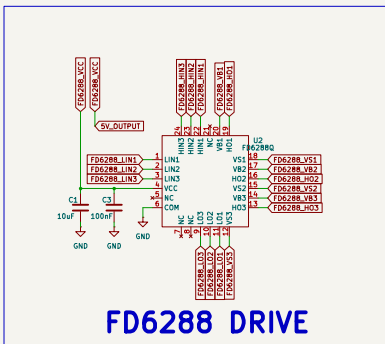 FD6288_VCC
FD6288_VCC
5V_OUTPUT
FD6288_HIN3
FD6288_HIN2
FD6288_HIN1
FD6288_VB1
FD6288_HO1
24
23
22
21
20
19
HIN3
HIN2
HIN1
NC
VB1
HO1
U2
FD6288Q
FD6288_LIN1
1
LIN1
FD6288_LIN2
2
LIN2
FD6288_LIN3
3
LIN3
4
VCC
5
NC
6
COM
VS1
18
FD6288_VS1
VB2
17
FD6288_VB2
HO2
16
FD6288_HO2
VS2
15
FD6288_VS2
VB3
14
FD6288_VB3
HO3
13
FD6288_HO3
C1
10uF
C3
100nF
GND
GND
GND
NC
NC
LO3
LO2
LO1
VS3
7
8
9
10
11
12
FD6288_LO3
FD6288_LO2
FD6288_LO1
FD6288_VS3
FD6288 DRIVE